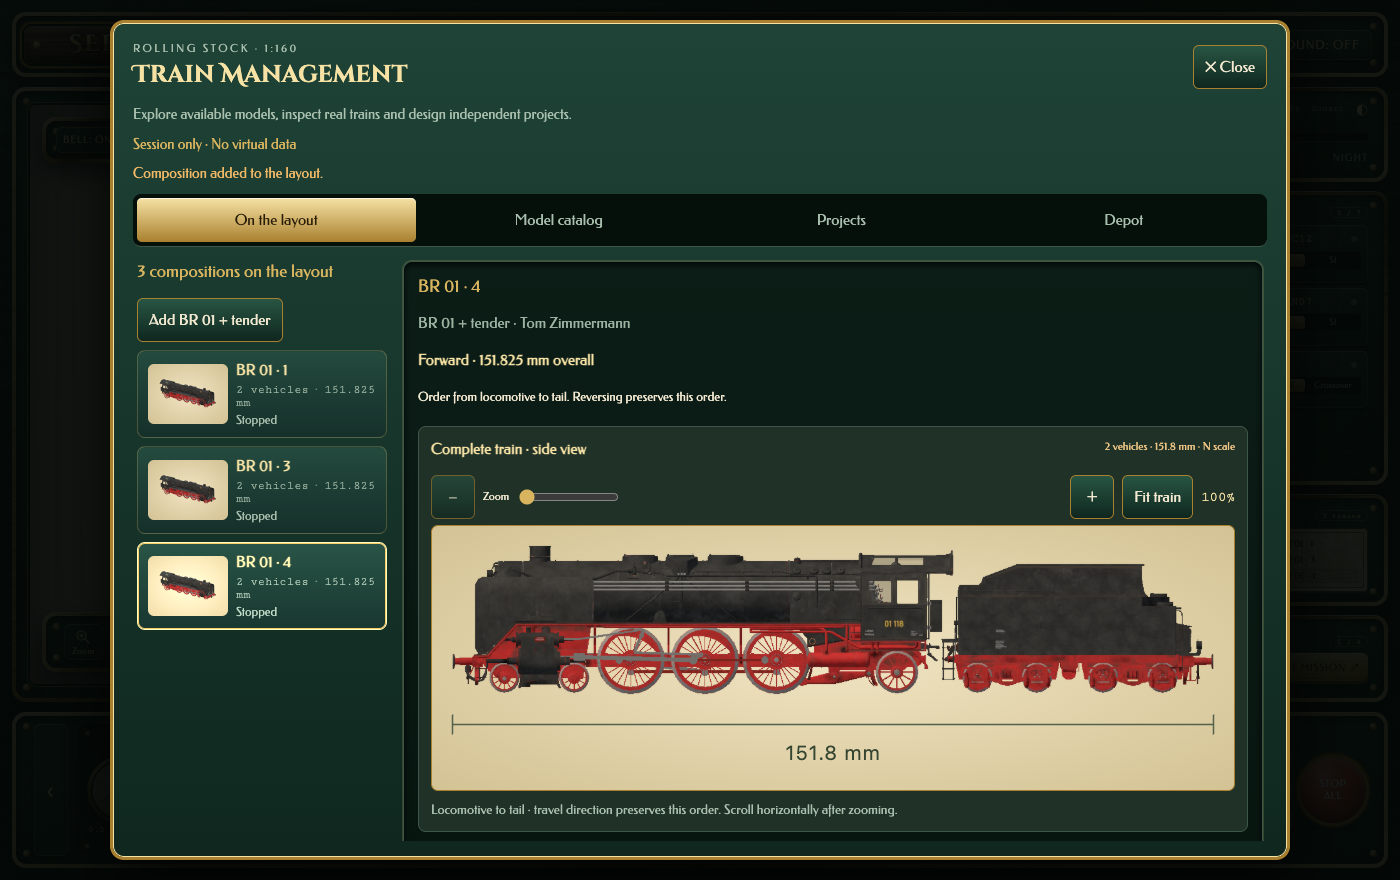 ROLLING STOCK · 1:160
TRAIN MANAGEMENT
× Close
Explore available models, inspect real trains and design independent projects.
Session only · No virtual data
Composition added to the layout.
On the layout
Model catalog
Projects
Depot
3 compositions on the layout
Add BR 01 + tender
BR 01 · 1
2 vehicles · 151.825
mm
Stopped
BR 01 · 3
2 vehicles · 151.825
mm
Stopped
BR 01 · 4
2 vehicles · 151.825
mm
Stopped
BR 01 · 4
BR 01 + tender · Tom Zimmermann
Forward · 151.825 mm overall
Order from locomotive to tail. Reversing preserves this order.
Complete train · side view
2 vehicles · 151.8 mm · N scale
−
Zoom
+
Fit train
100%
01 118
151.8 mm
Locomotive to tail · travel direction preserves this order. Scroll horizontally after zooming.
NIGHT
Zoom
STOP
ALL